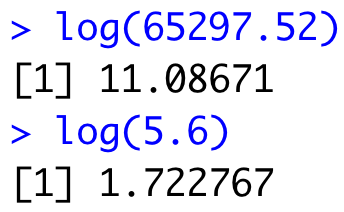 > log(65297.52)
[1] 11.08671
> log(5.6)
[1] 1.722767